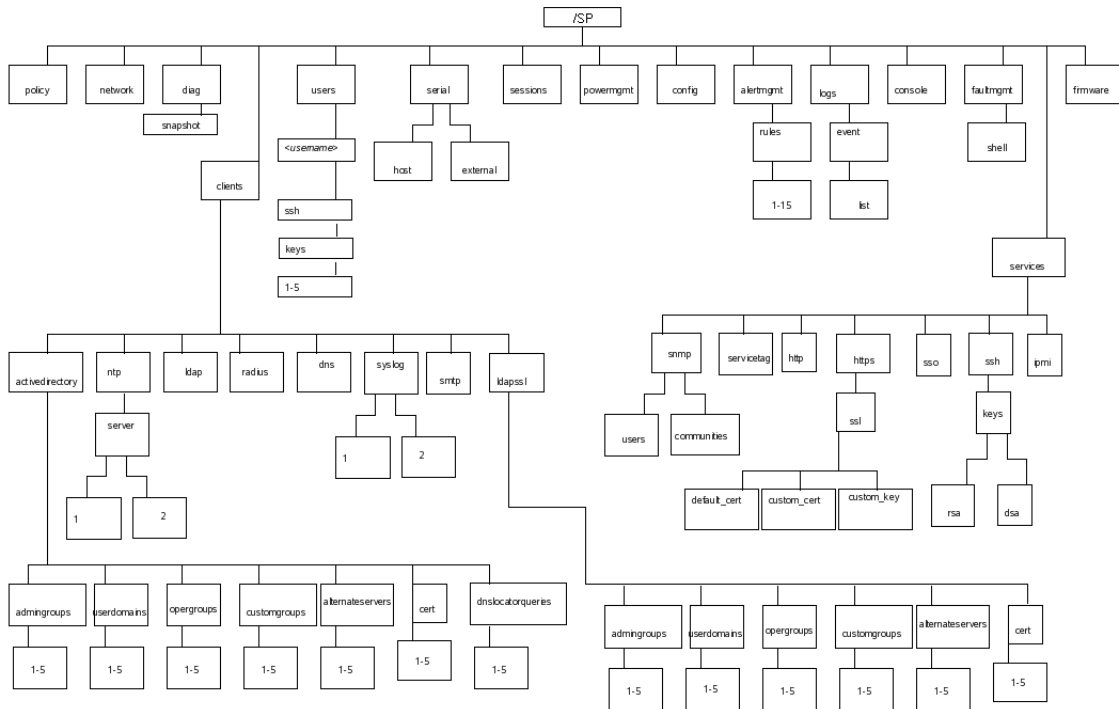 /SP
policy
network
diag
users
serial
sessions
powermgmt
config
alertmgmt
logs
console
faultmgmt
firmware
snapshot
<username>
rules
event
shell
clients
host
external
1-15
list
ssh
keys
1-5
services
activedirectory
ntp
ldap
radius
dns
syslog
smtp
ldapssl
snmp
servicetag
http
https
sso
ssh
ipmi
server
1
2
1
2
users
communities
ssl
keys
default_cert
custom_cert
custom_key
rsa
dsa
admingroups
userdomains
opergroups
customgroups
alternateservers
cert
dnslocatorqueries
1-5
1-5
1-5
1-5
1-5
1-5
1-5
admingroups
userdomains
opergroups
customgroups
alternateservers
cert
1-5
1-5
1-5
1-5
1-5
1-5